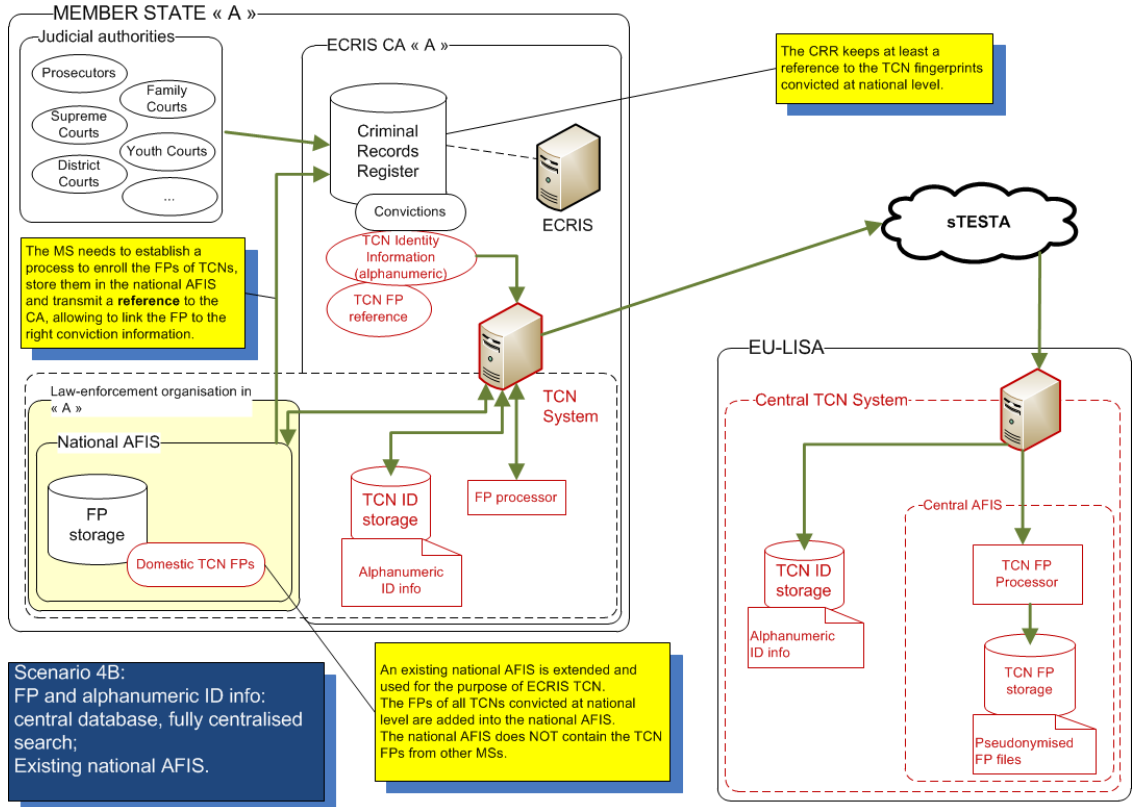 MEMBER STATE « A »
Judicial authorities
Prosecutors
Family
Courts
Supreme
Courts
Youth Courts
District
Courts
...
ECRIS CA « A »
Criminal
Records
Register
Convictions
TCN Identity
Information
(alphanumeric)
TCN FP
reference
ECRIS
The CRR keeps at least a
reference to the TCN fingerprints
convicted at national level.
sTESTA
The MS needs to establish a
process to enroll the FPs of TCNs,
store them in the national AFIS
and transmit a reference to the
CA, allowing to link the FP to the
right conviction information.
Law-enforcement organisation in
« A »
National AFIS
FP
storage
Domestic TCN FPs
TCN
System
TCN ID
storage
Alphanumeric
ID info
FP processor
EU-LISA
Central TCN System
TCN ID
storage
Alphanumeric
ID info
Central AFIS
TCN FP
Processor
TCN FP
storage
Pseudonymised
FP files
Scenario 4B:
FP and alphanumeric ID info:
central database, fully centralised
search;
Existing national AFIS.
An existing national AFIS is extended and
used for the purpose of ECRIS TCN.
The FPs of all TCNs convicted at national
level are added into the national AFIS.
The national AFIS does NOT contain the TCN
FPs from other MSs.